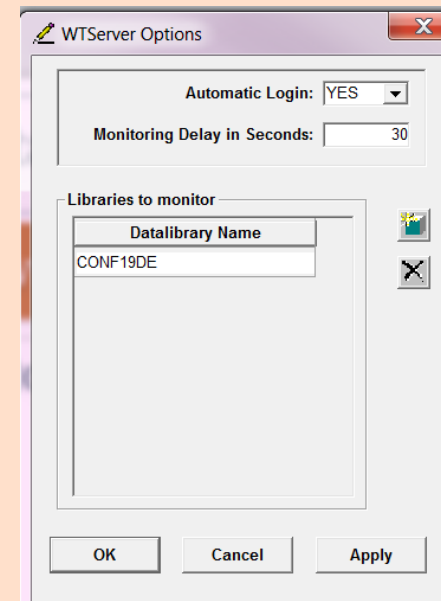 WTServer Options
Automatic Login: YES
Monitoring Delay in Seconds: 30
Libraries to monitor
Datalibrary Name
CONF19DE
OK Cancel Apply